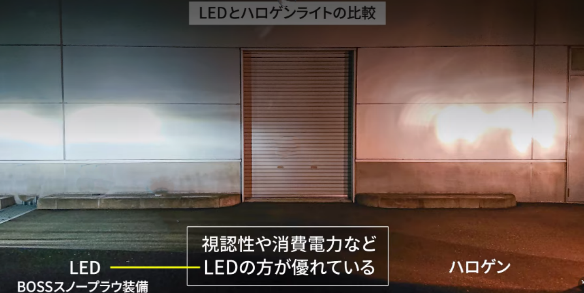 LEDとハロゲンライトの比較
視認性や消費電力など
LEDの方が優れている
LED
BOSSスノープラウ装備
ハロゲン